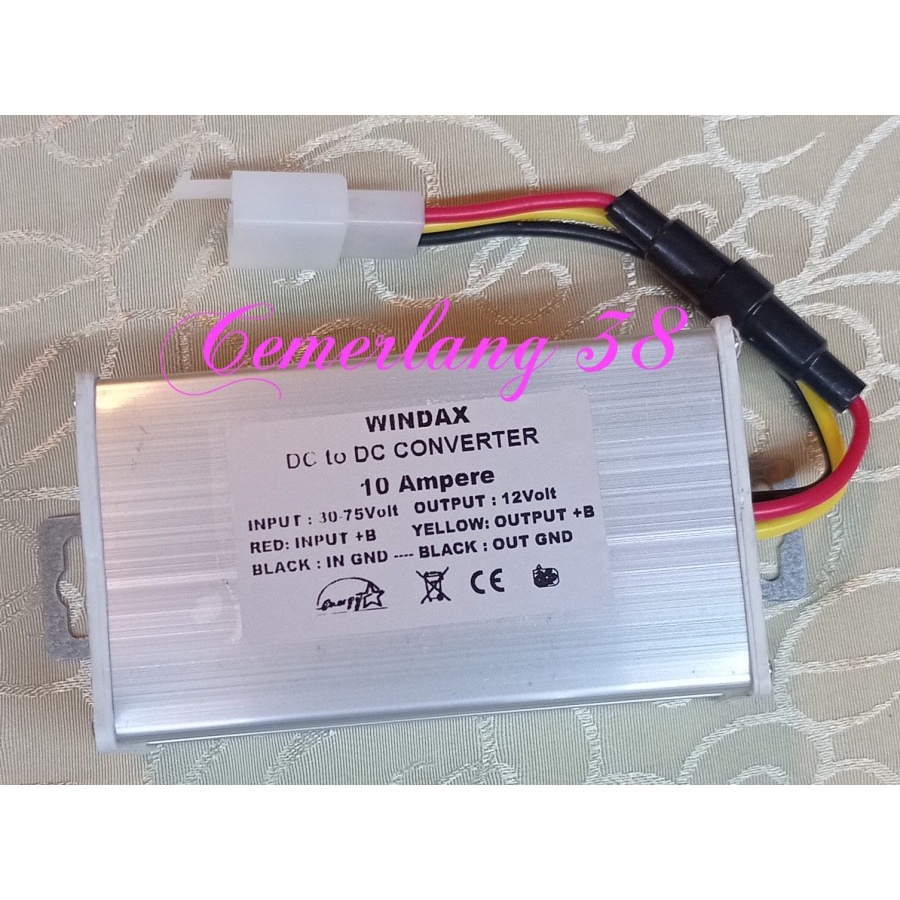 Cemerlang 38
WINDAX
DC to DC CONVERTER
10 Ampere
INPUT : 30-75Volt OUTPUT : 12Volt
RED: INPUT +B YELLOW: OUTPUT +B
BLACK : IN GND ---- BLACK : OUT GND
energy
CE